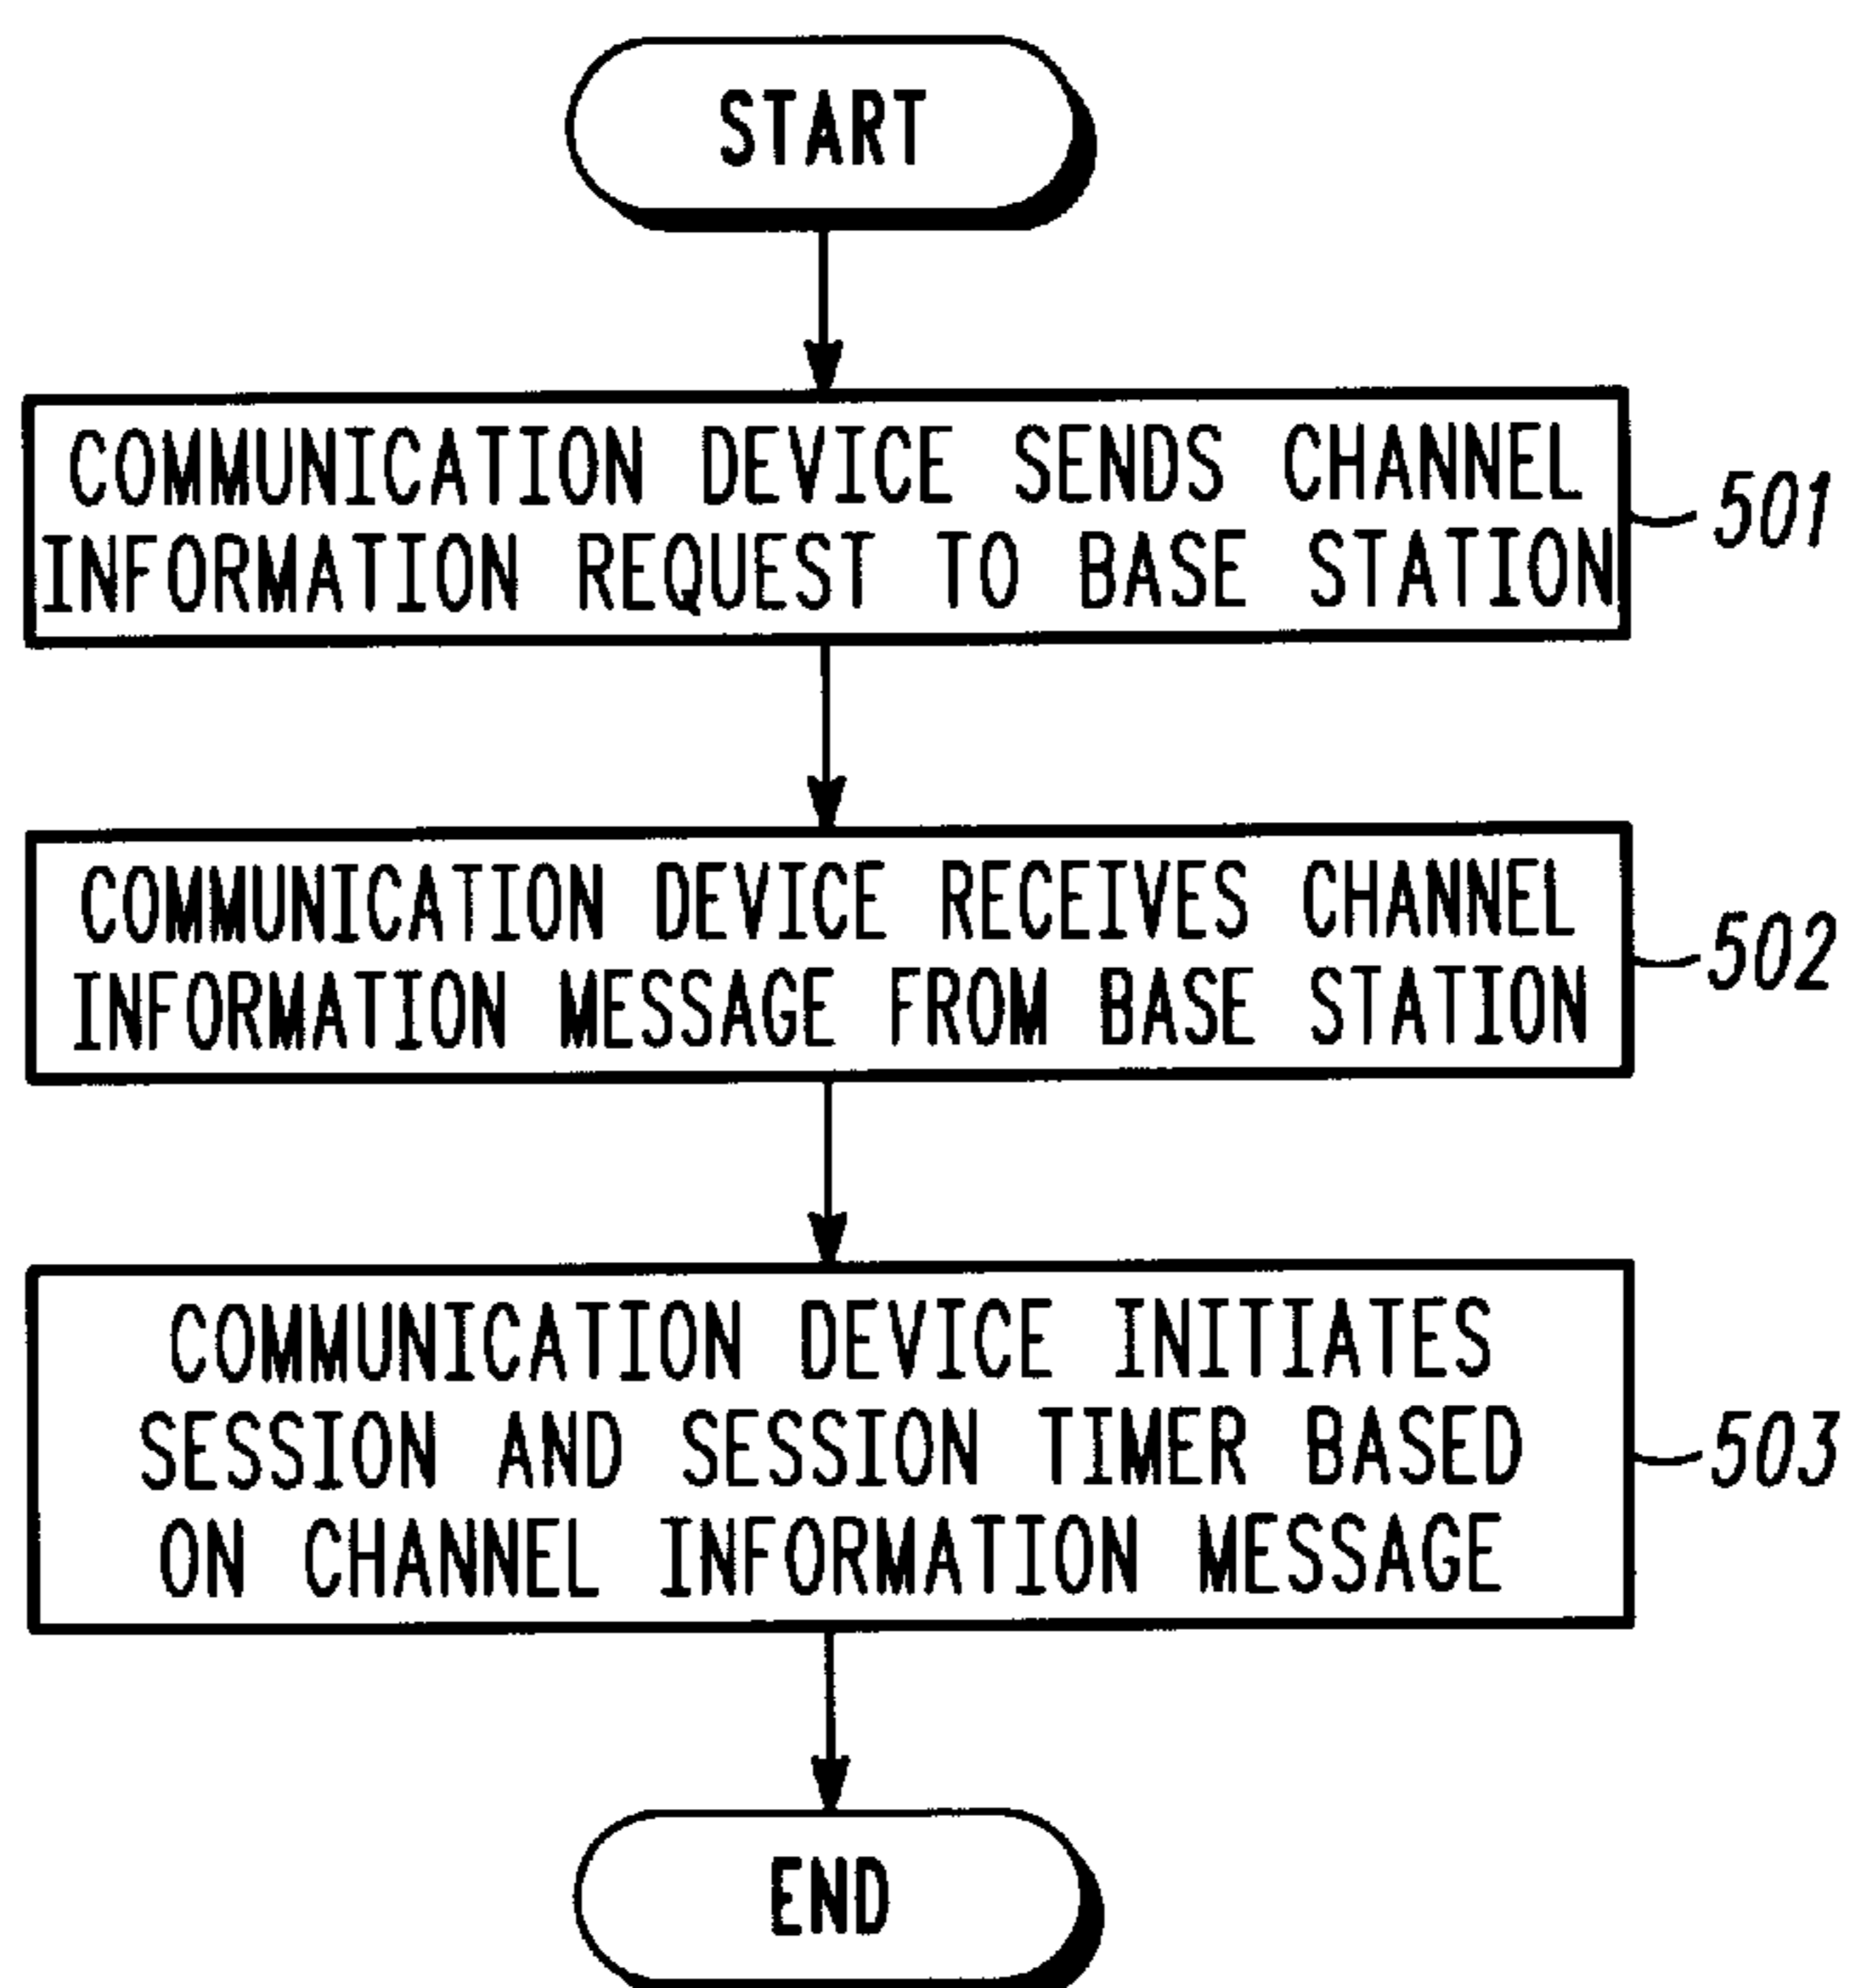 START
COMMUNICATION DEVICE SENDS CHANNEL
INFORMATION REQUEST TO BASE STATION
501
COMMUNICATION DEVICE RECEIVES CHANNEL
INFORMATION MESSAGE FROM BASE STATION
502
COMMUNICATION DEVICE INITIATES
SESSION AND SESSION TIMER BASED
ON CHANNEL INFORMATION MESSAGE
503
END